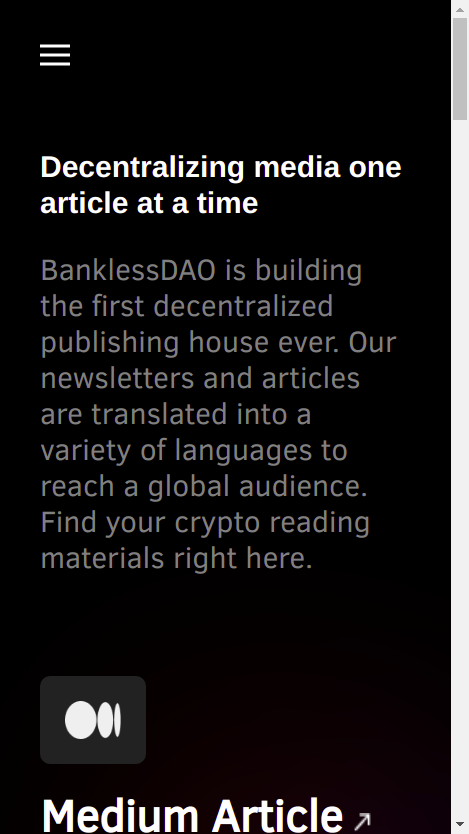 Decentralizing media one
article at a time
BanklessDAO is building
the first decentralized
publishing house ever. Our
newsletters and articles
are translated into a
variety of languages to
reach a global audience.
Find your crypto reading
materials right here.
Medium Article